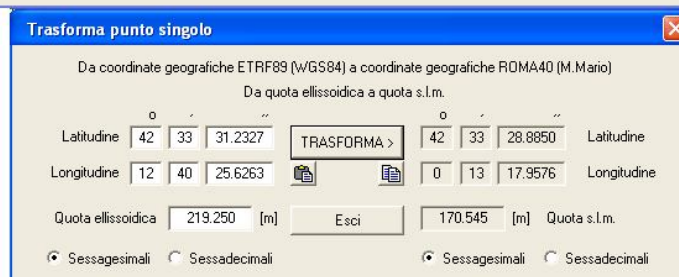 Trasforma punto singolo
Da coordinate geografiche ETRF89 (WGS84) a coordinate geografiche ROMA40 (M.Mario)
Da quota ellissoidica a quota s.l.m.
o ' '' o ' ''
Latitudine 42 33 31.2327 TRASFORMA > 42 33 28.8850 Latitudine
Longitudine 12 40 25.6263 0 13 17.9576 Longitudine
Quota ellissoidica 219.250 [m] Esci 170.545 [m] Quota s.l.m.
Sessagesimali Sessadecimali Sessagesimali Sessadecimali